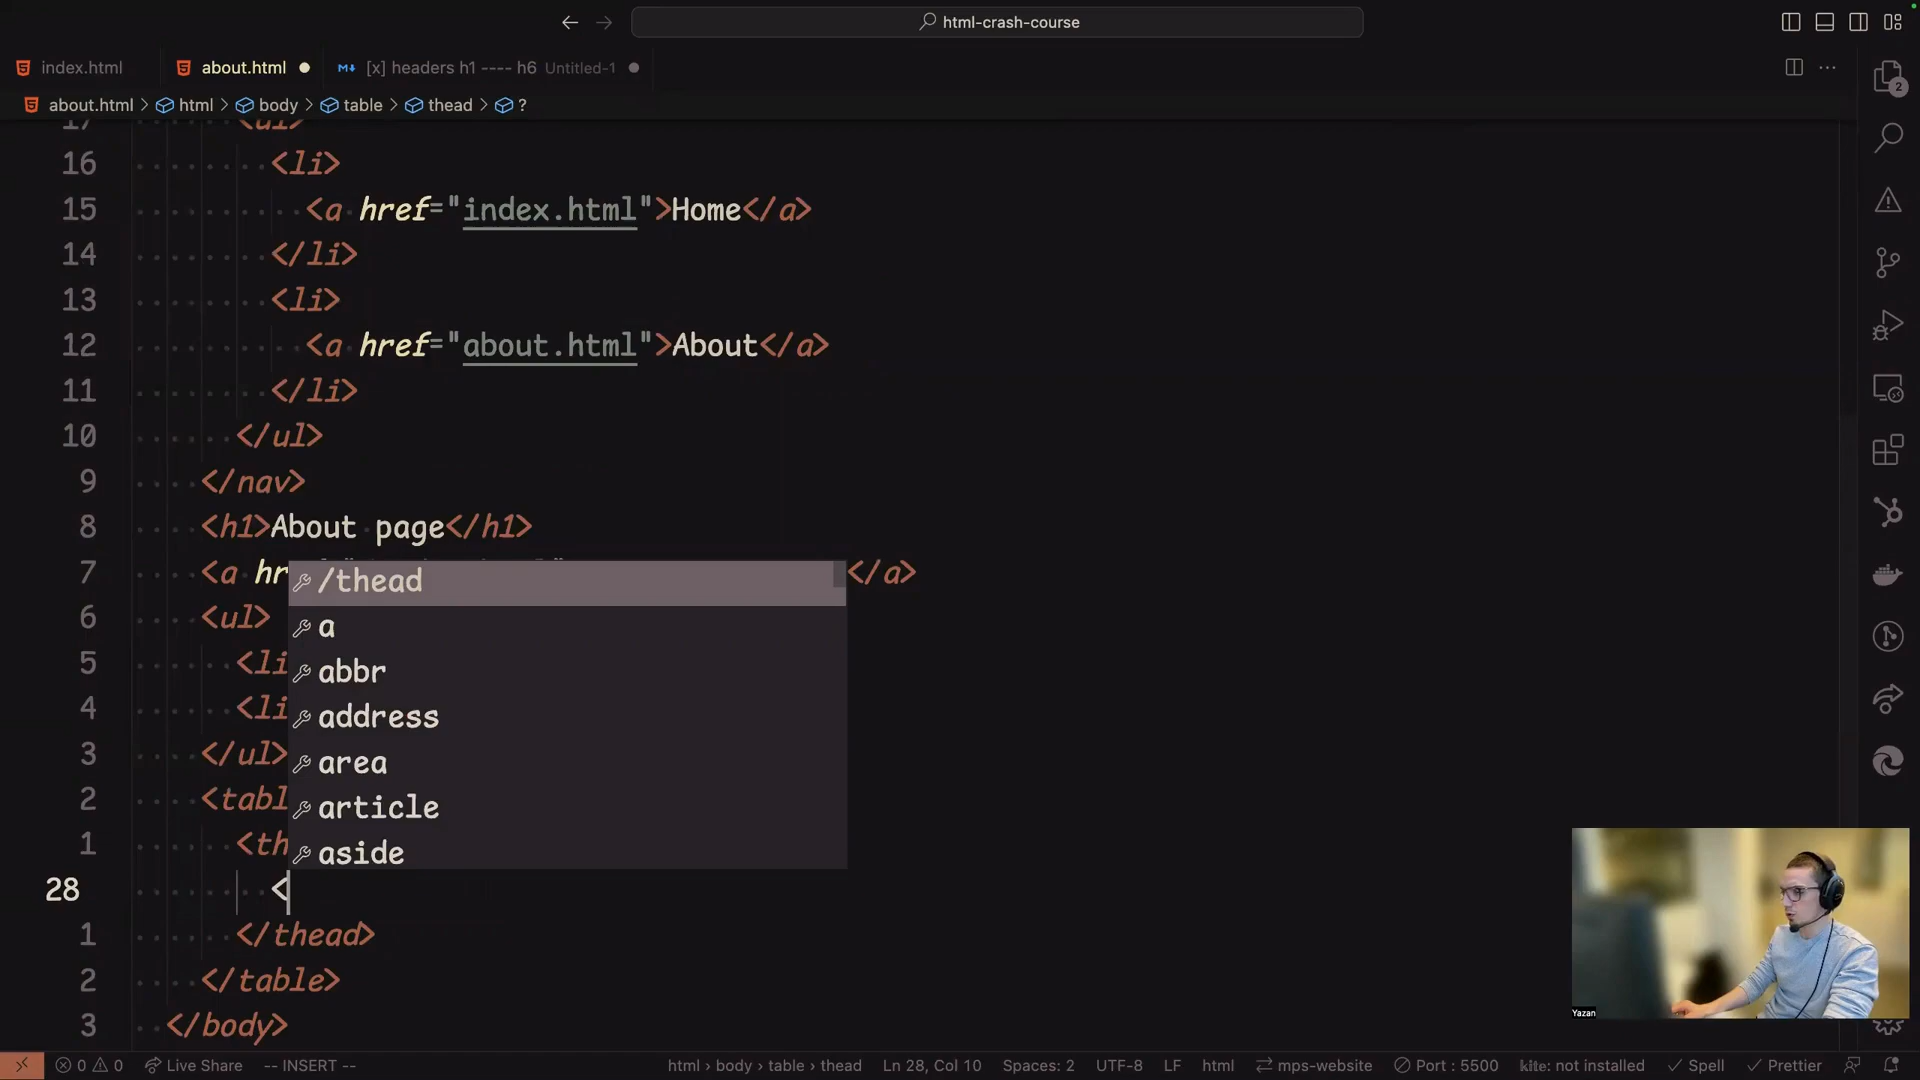 html-crash-course
index.html
about.html
[x] headers h1 ---- h6 Untitled-1
about.html > html > body > table > thead > ?
2
17 <ul>
16 <li>
15 <a href="index.html">Home</a>
14 </li>
13 <li>
12 <a href="about.html">About</a>
11 </li>
10 </ul>
9 </nav>
8 <h1>About page</h1>
7 <a hr </a>
6 <ul>
5 <li
4 <li
3 </ul>
2 <tabl
1 <th
28 <
/thead
a
abbr
address
area
article
aside
1 </thead>
2 </table>
3 </body>
Yazan
0 0 Live Share -- INSERT -- html › body › table › thead Ln 28, Col 10 Spaces: 2 UTF-8 LF html mps-website Port : 5500 kite: not installed Spell Prettier